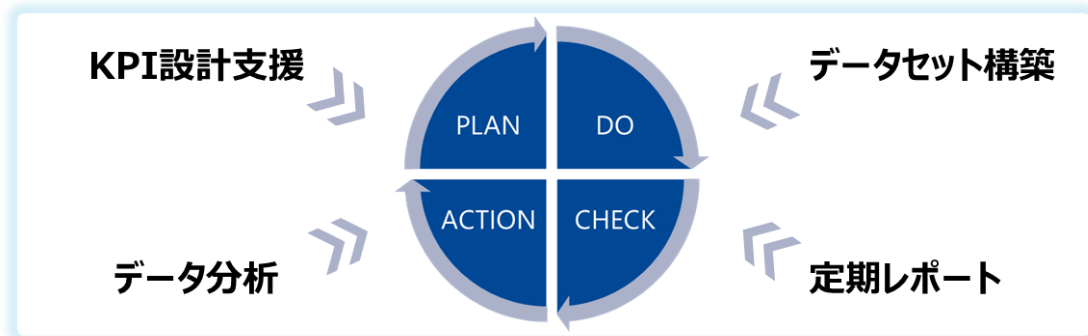 KPI設計支援
データセット構築
PLAN
DO
ACTION
CHECK
データ分析
定期レポート